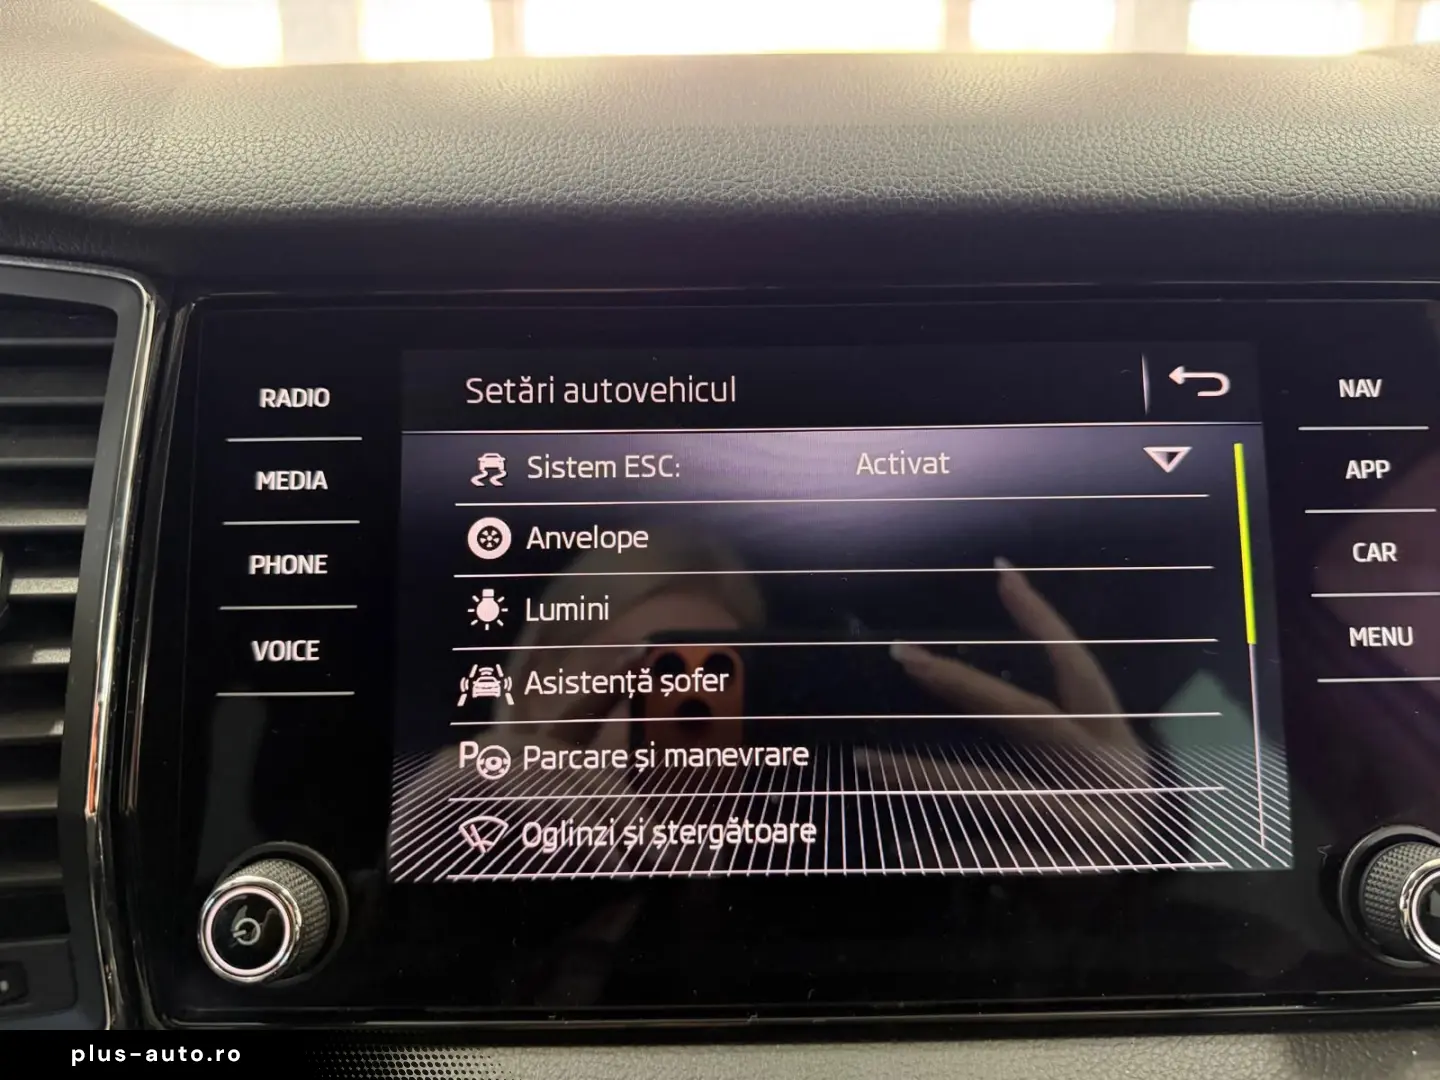 RADIO
MEDIA
PHONE
VOICE
Setări autovehicul
Sistem ESC: Activat
Anvelope
Lumini
Asistență șofer
Parcare și manevrare
Oglinzi și ștergătoare
NAV
APP
CAR
MENU
plus-auto.ro